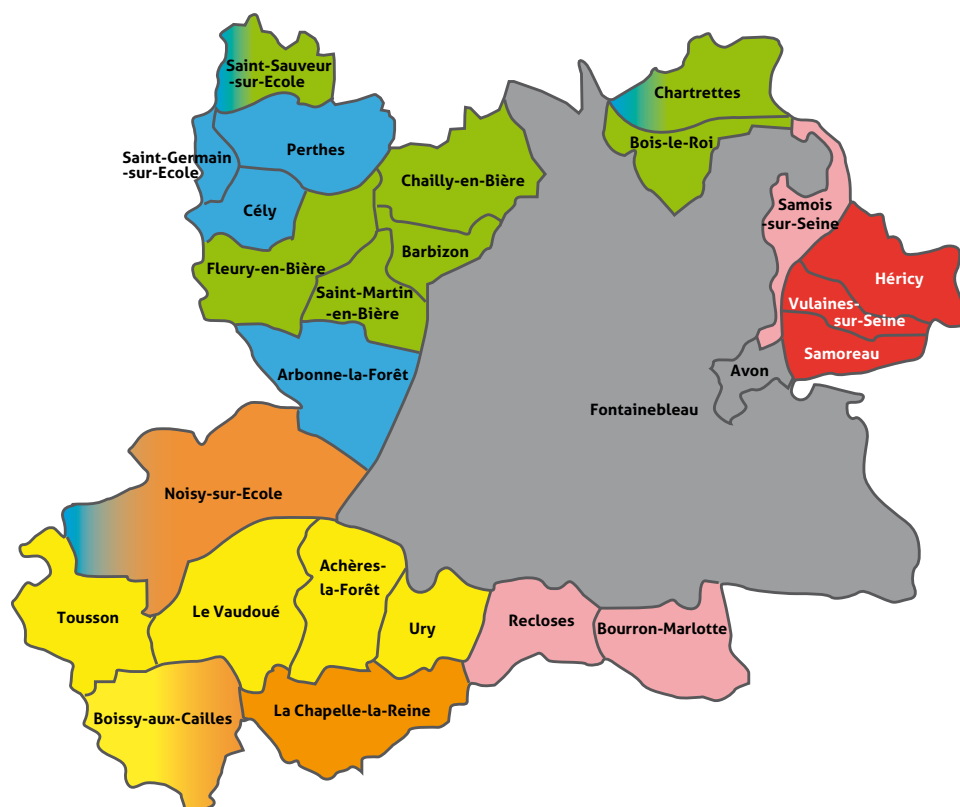 Saint-Sauveur
-sur-Ecole
Chartrettes
Saint-Germain
-sur-Ecole
Perthes
Bois-le-Roi
Chailly-en-Bière
Cély
Samois
-sur-Seine
Barbizon
Fleury-en-Bière
Héricy
Saint-Martin
-en-Bière
Vulaines-
sur-Seine
Samoreau
Arbonne-la-Forêt
Avon
Fontainebleau
Noisy-sur-Ecole
Achères-
la-Forêt
Tousson
Le Vaudoué
Ury
Recloses
Bourron-Marlotte
Boissy-aux-Cailles
La Chapelle-la-Reine